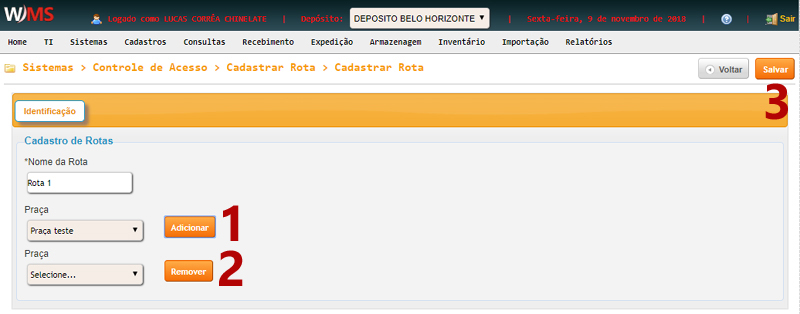 WMS Logado como LUCAS CORRÊA CHINELATE | Depósito: DEPOSITO BELO HORIZONTE | Sexta-feira, 9 de novembro de 2018 | ? | Sair
Home TI Sistemas Cadastros Consultas Recebimento Expedição Armazenagem Inventário Importação Relatórios
Sistemas > Controle de Acesso > Cadastrar Rota > Cadastrar Rota Voltar Salvar
3
Identificação
Cadastro de Rotas
*Nome da Rota
Rota 1
Praça
Praça teste Adicionar 1
Praça
Selecione... Remover 2